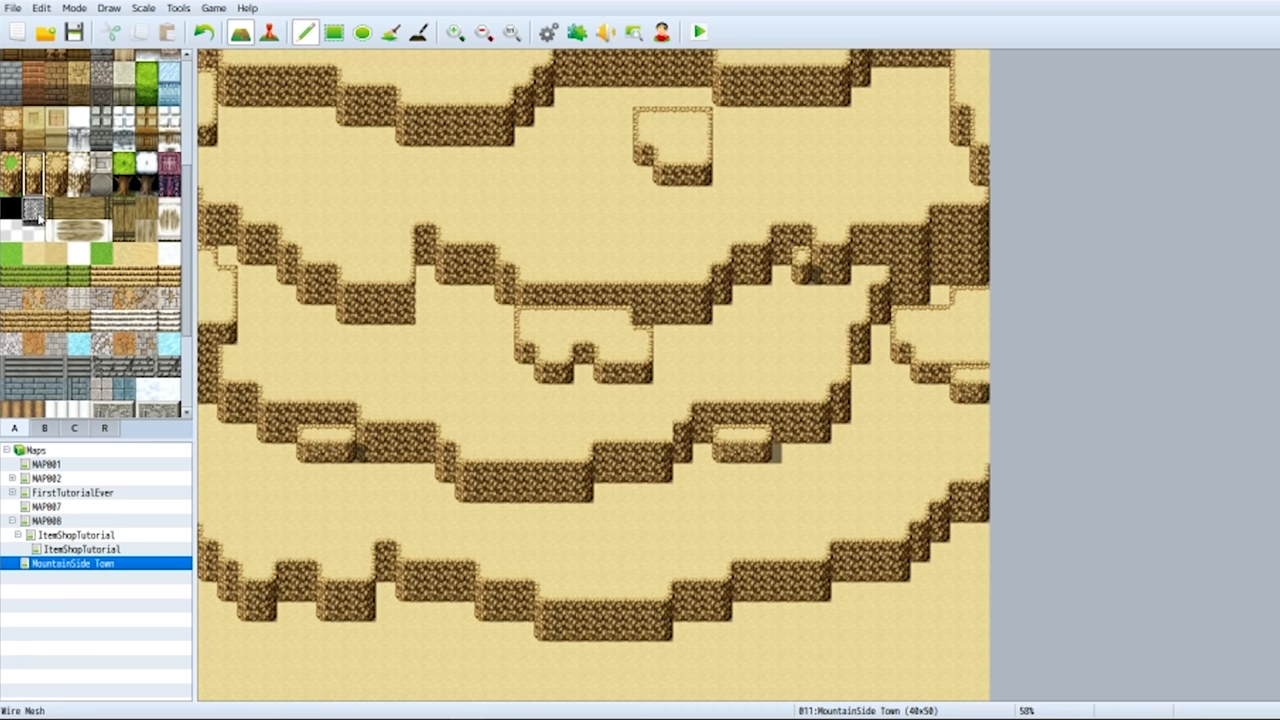 File Edit Mode Draw Scale Tools Game Help
A B C R
Maps
MAP001
MAP002
FirstTutorialEver
MAP007
MAP008
ItemShopTutorial
ItemShopTutorial
MountainSide Town
Wire Mesh 011:MountainSide Town (40x50) 58%